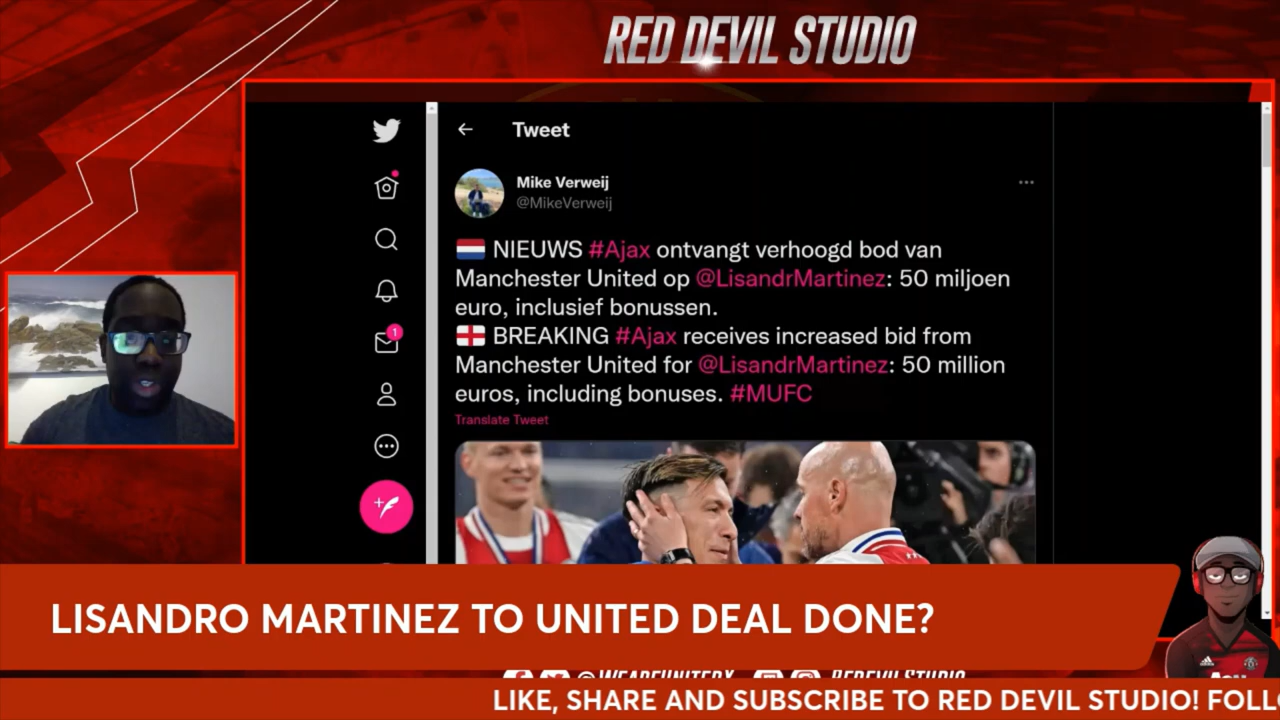 RED DEVIL STUDIO
Tweet
Mike Verweij
@MikeVerweij
NIEUWS #Ajax ontvangt verhoogd bod van
Manchester United op @LisandrMartinez: 50 miljoen
euro, inclusief bonussen.
BREAKING #Ajax receives increased bid from
Manchester United for @LisandrMartinez: 50 million
euros, including bonuses. #MUFC
Translate Tweet
1
LISANDRO MARTINEZ TO UNITED DEAL DONE?
REDEVILSTUDIO
LIKE, SHARE AND SUBSCRIBE TO RED DEVIL STUDIO! FOLL